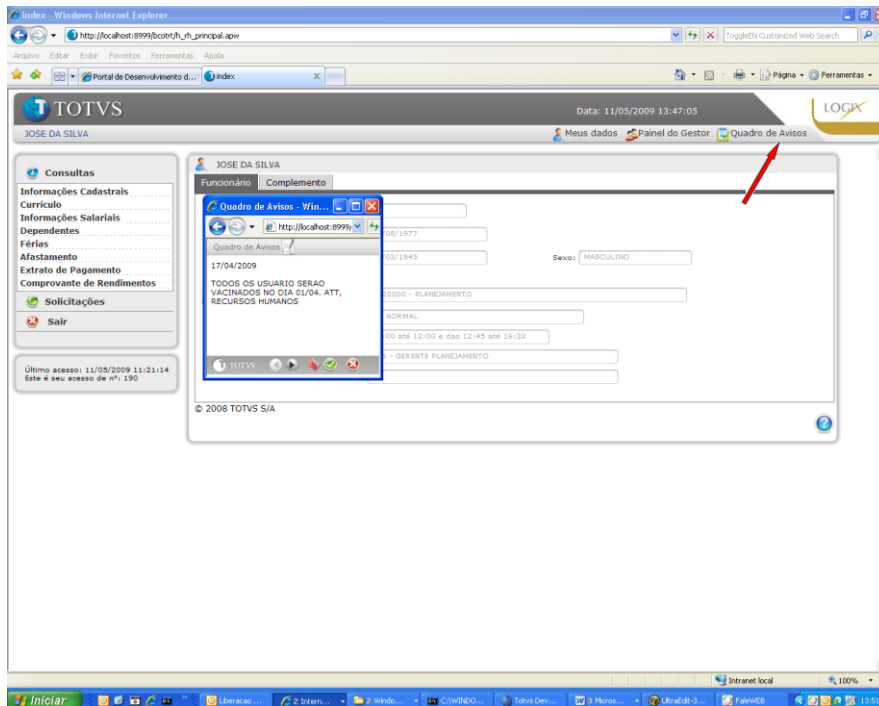 Index - Windows Internet Explorer
http://localhost:8999/bcotrt/h_rh_principal.apw
ToggleEN Customized Web Search
Arquivo Editar Exibir Favoritos Ferramentas Ajuda
Portal de Desenvolvimento d... Index X
Página Ferramentas
TOTVS
Data: 11/05/2009 13:47:05
LOGIX
JOSE DA SILVA
Meus dados Painel do Gestor Quadro de Avisos
Consultas
Informações Cadastrais
Currículo
Informações Salariais
Dependentes
Férias
Afastamento
Extrato de Pagamento
Comprovante de Rendimentos
Solicitações
Sair
Último acesso: 11/05/2009 11:21:14
Este é seu acesso de nº: 190
JOSE DA SILVA
Funcionário Complemento
/08/1977
/03/1945 Sexo: MASCULINO
20000 - PLANEJAMENTO
NORMAL
:00 até 12:00 e das 12:45 até 16:33
- GERENTE PLANEJAMENTO
Quadro de Avisos - Win...
http://localhost:8999/
Quadro de Avisos
17/04/2009
TODOS OS USUARIO SERAO
VACINADOS NO DIA 01/04. ATT,
RECURSOS HUMANOS
TOTVS
© 2008 TOTVS S/A
Intranet local 100%
Iniciar
Liberacao ... 2 Intern... 2 Windo... C:\WINDO... Totvs Dev... 3 Micros... UltraEdit-3... FaleWEB 13:51